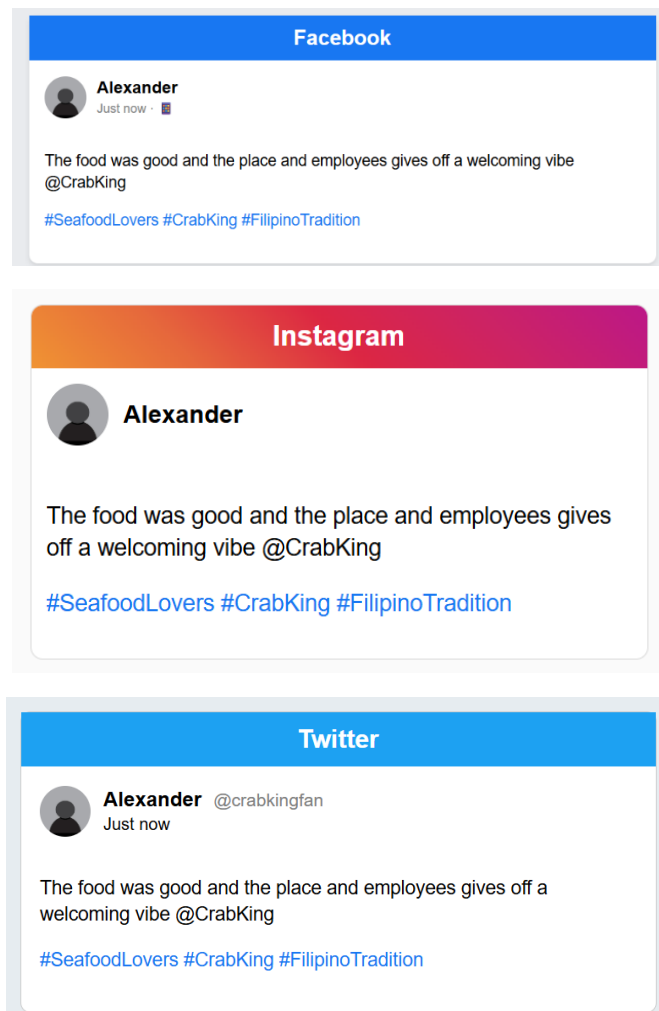 Facebook
Alexander
Just now ·
The food was good and the place and employees gives off a welcoming vibe
@CrabKing
#SeafoodLovers #CrabKing #FilipinoTradition
Instagram
Alexander
The food was good and the place and employees gives
off a welcoming vibe @CrabKing
#SeafoodLovers #CrabKing #FilipinoTradition
Twitter
Alexander @crabkingfan
Just now
The food was good and the place and employees gives off a
welcoming vibe @CrabKing
#SeafoodLovers #CrabKing #FilipinoTradition